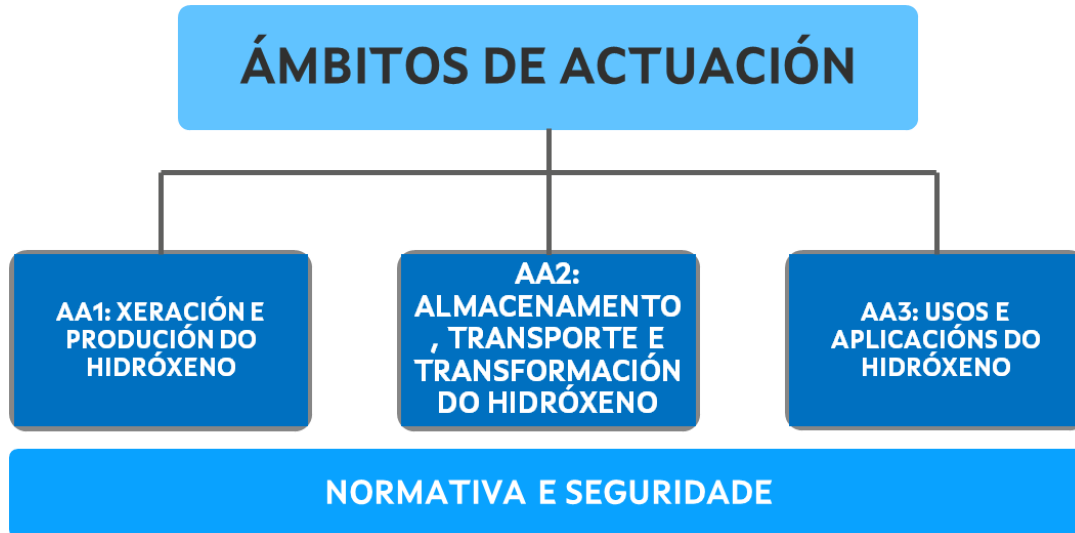 ÁMBITOS DE ACTUACIÓN
AA1: XERACIÓN E
PRODUCIÓN DO
HIDRÓXENO
AA2:
ALMACENAMENTO
, TRANSPORTE E
TRANSFORMACIÓN
DO HIDRÓXENO
AA3: USOS E
APLICACIÓNS DO
HIDRÓXENO
NORMATIVA E SEGURIDADE